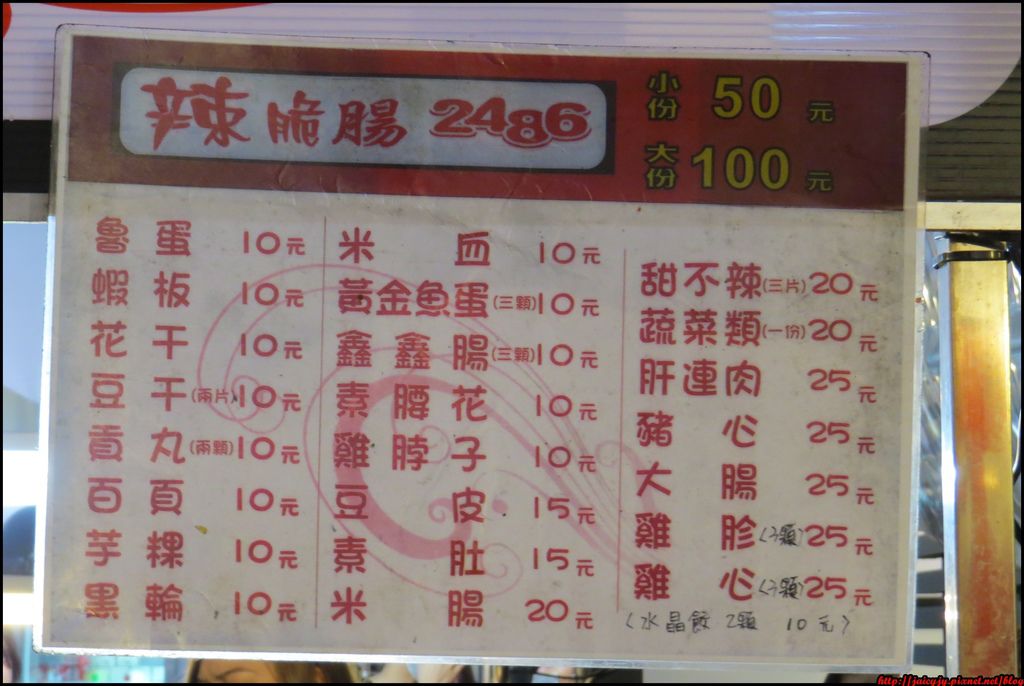 辣脆腸 2486
小份 50元
大份 100元
魯蛋 10元
蝦板 10元
花干 10元
豆干(兩片) 10元
貢丸(兩顆) 10元
百頁 10元
芋粿 10元
黑輪 10元
米血 10元
黃金魚蛋(三顆) 10元
鑫鑫腸(三顆) 10元
素腰花 10元
雞脖子 10元
豆皮 15元
素肚 15元
米腸 20元
甜不辣(三片) 20元
蔬菜類(一份) 20元
肝連肉 25元
豬心 25元
大腸 25元
雞胗(3顆) 25元
雞心(7顆) 25元
(水晶餃 2顆 10元)
http://jaicyjy.pixnet.net/blog